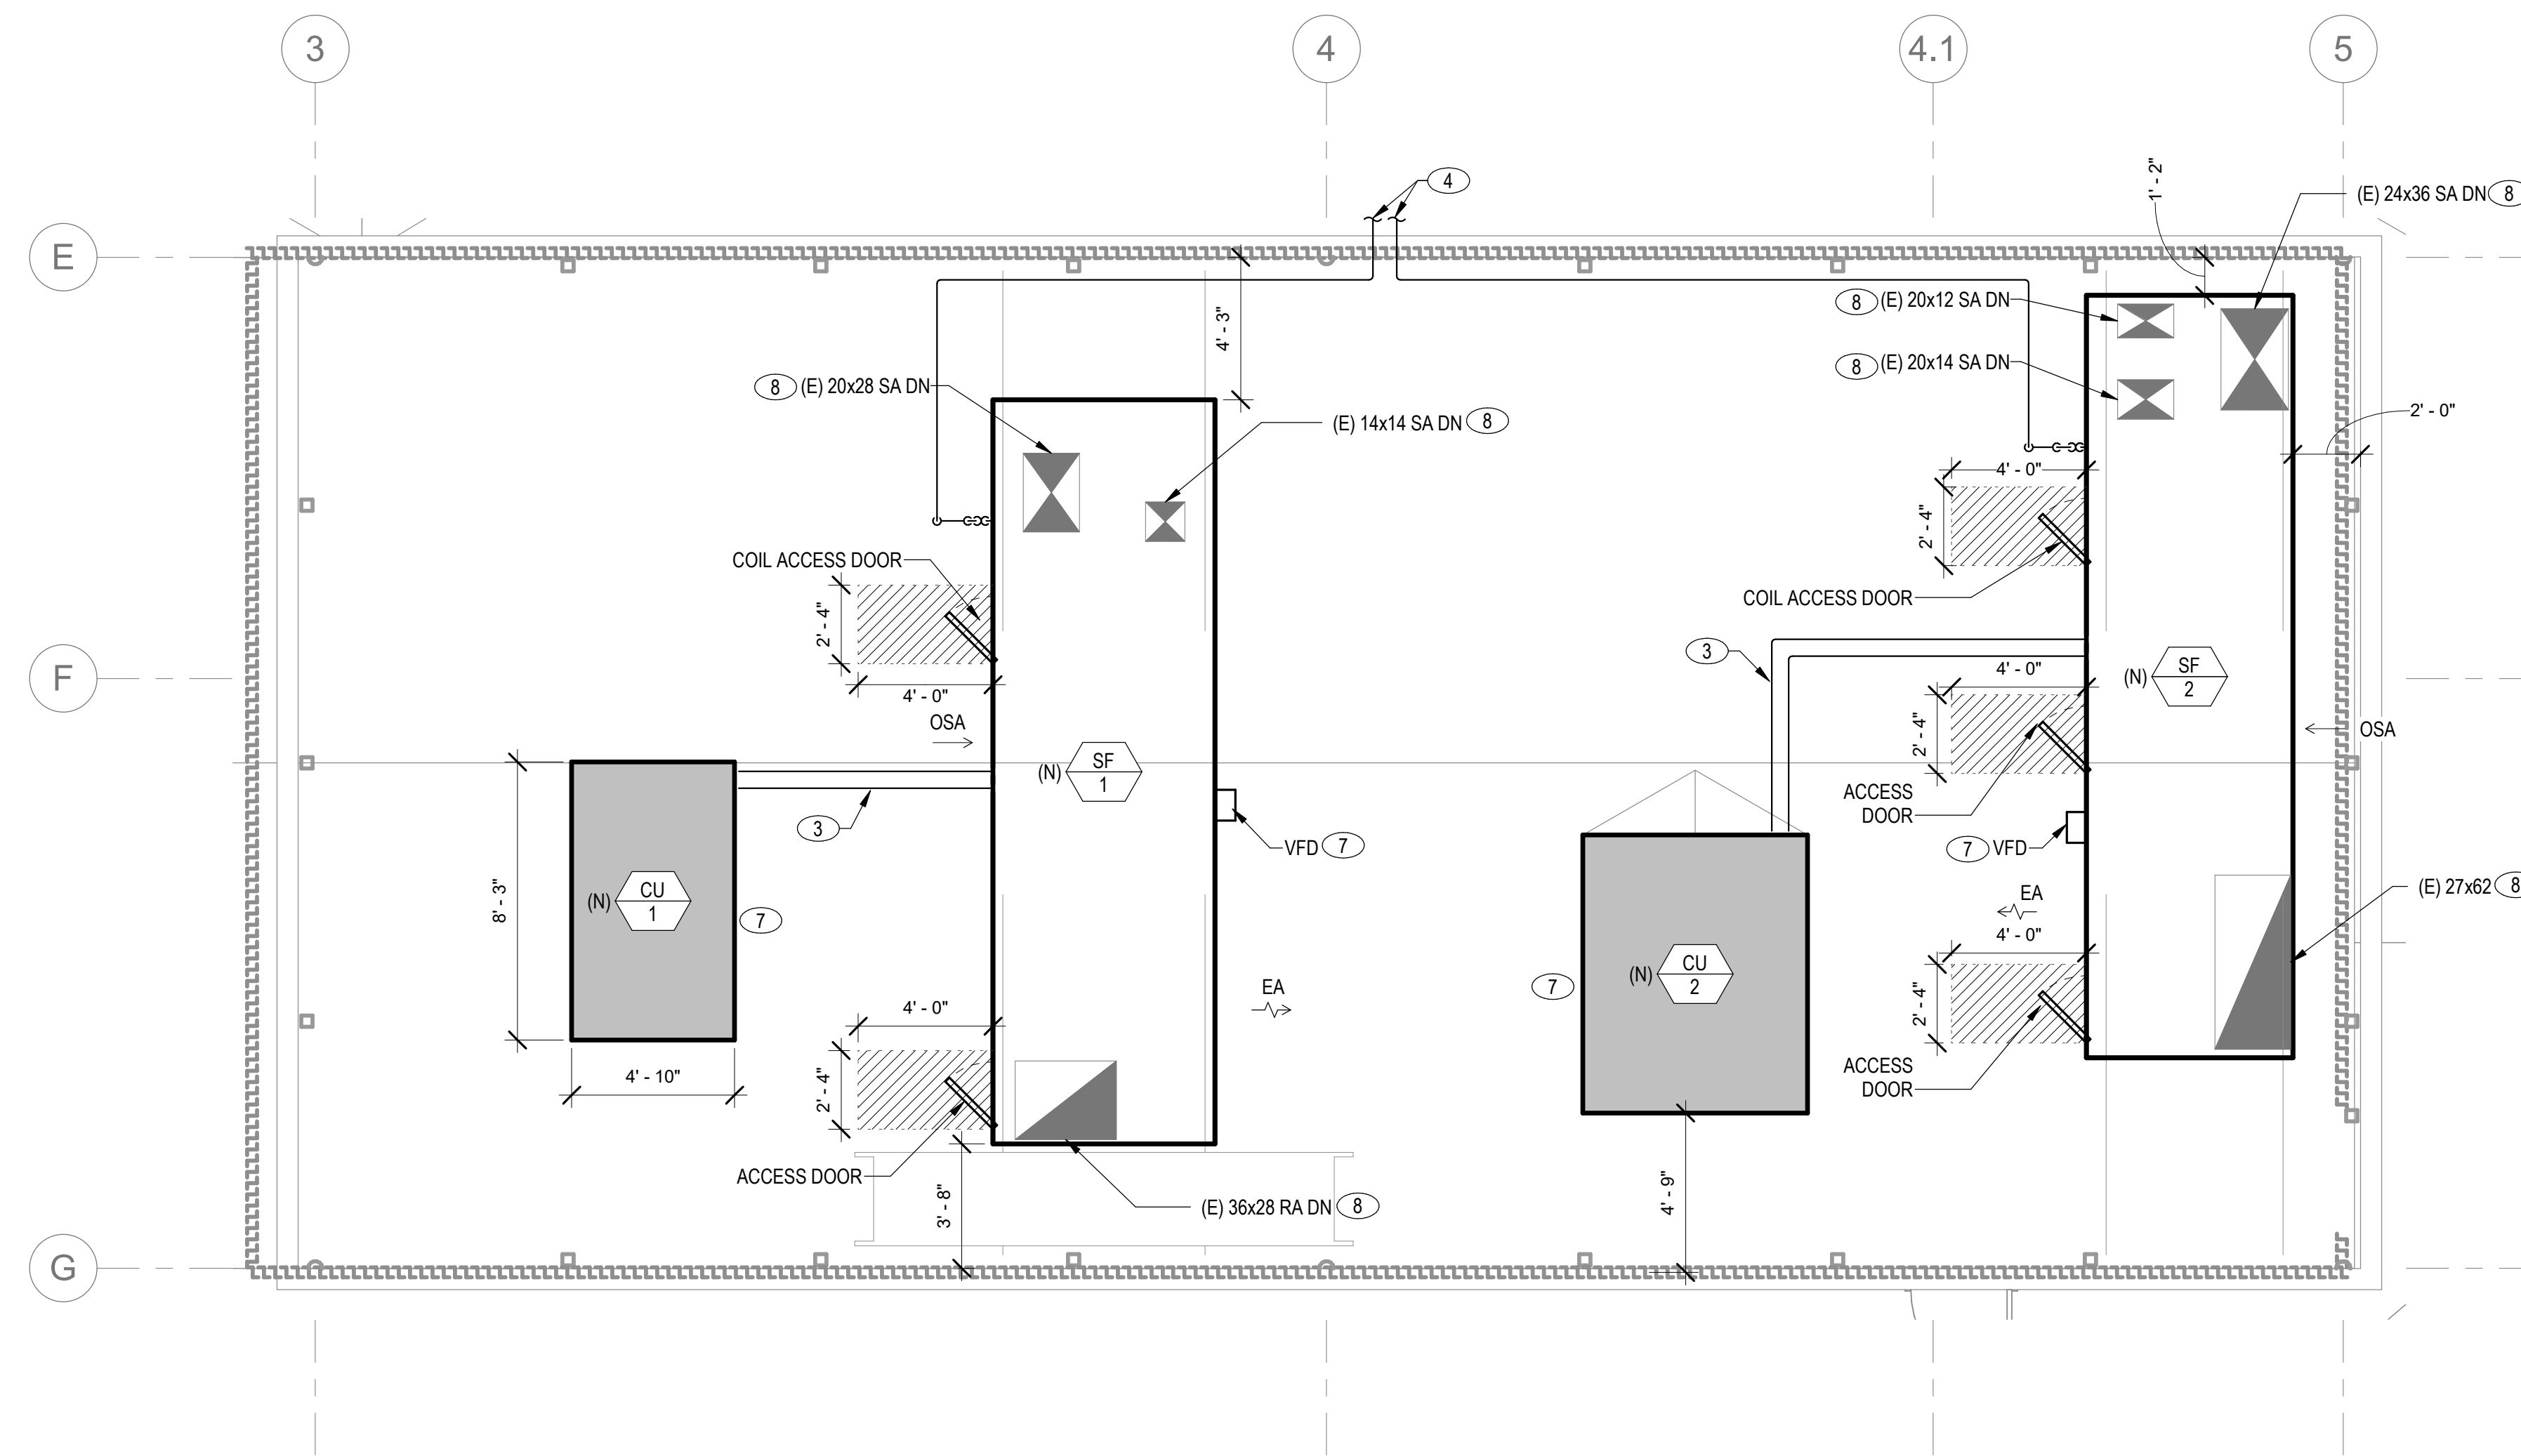 3
4
4.1
5
E
F
G
4
1' - 2"
(E) 24x36 SA DN 8
8 (E) 20x12 SA DN
4' - 3"
8 (E) 20x14 SA DN
8 (E) 20x28 SA DN
(E) 14x14 SA DN 8
2' - 0"
4' - 0"
2' - 4"
COIL ACCESS DOOR
2' - 4"
4' - 0"
COIL ACCESS DOOR
3
4' - 0"
2' - 4"
(N) SF
2
OSA
OSA
(N) SF
1
3
VFD 7
ACCESS
DOOR
7 VFD
8' - 3"
(N) CU
1
7
4' - 10"
(E) 27x62 8
EA
4' - 0"
2' - 4"
ACCESS
DOOR
EA
7
(N) CU
2
4' - 0"
2' - 4"
ACCESS DOOR
3' - 8"
(E) 36x28 RA DN 8
4' - 9"